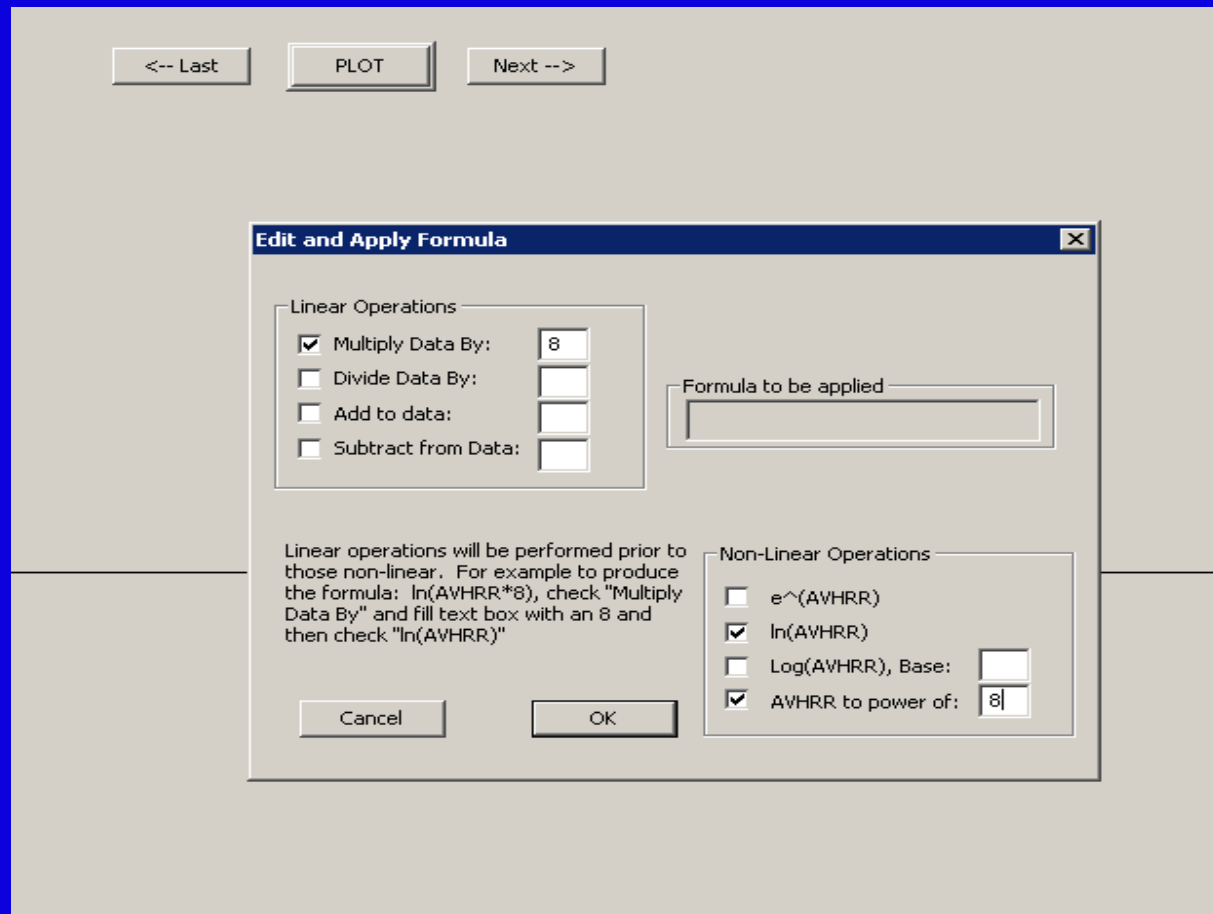 <-- Last
PLOT
Next -->
Edit and Apply Formula
Linear Operations
Multiply Data By: 8
Divide Data By:
Add to data:
Subtract from Data:
Formula to be applied
Linear operations will be performed prior to
those non-linear. For example to produce
the formula: ln(AVHRR*8), check "Multiply
Data By" and fill text box with an 8 and
then check "ln(AVHRR)"
Non-Linear Operations
e^(AVHRR)
ln(AVHRR)
Log(AVHRR), Base:
AVHRR to power of: 8
Cancel
OK